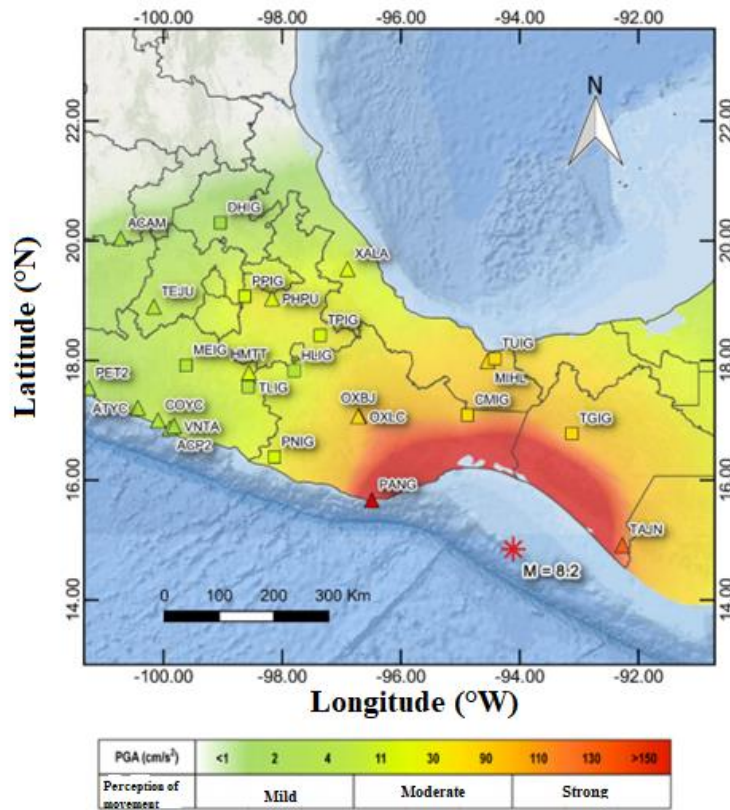 -100.00 -98.00 -96.00 -94.00 -92.00
N
22.00 22.00
DHIG
ACAM
20.00 20.00
XALA
PPIG
TEJU PHPU
TPIG
MEIG HMTT HLIG TUIG
18.00 18.00
MIHL
PET2 TLIG
OXBJ CMIG
ATYC COYC OXLC TGIG
VNTA
ACP2
PNIG
16.00 16.00
PANG
TAJN
M = 8.2
14.00 14.00
0 100 200 300 Km
-100.00 -98.00 -96.00 -94.00 -92.00
Latitude (°N)
Longitude (°W)
PGA (cm/s²) <1 2 4 11 30 90 110 130 >150
Perception of
movement Mild Moderate Strong